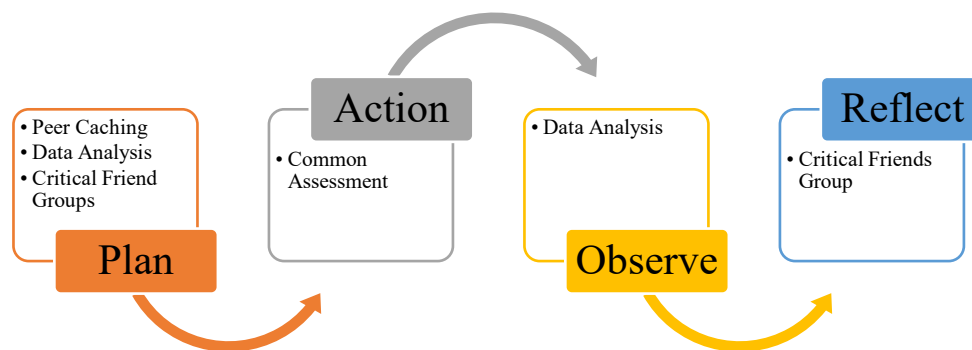 • Peer Caching
• Data Analysis
• Critical Friend
Groups
Plan
Action
• Common
Assessment
• Data Analysis
Observe
Reflect
• Critical Friends
Group